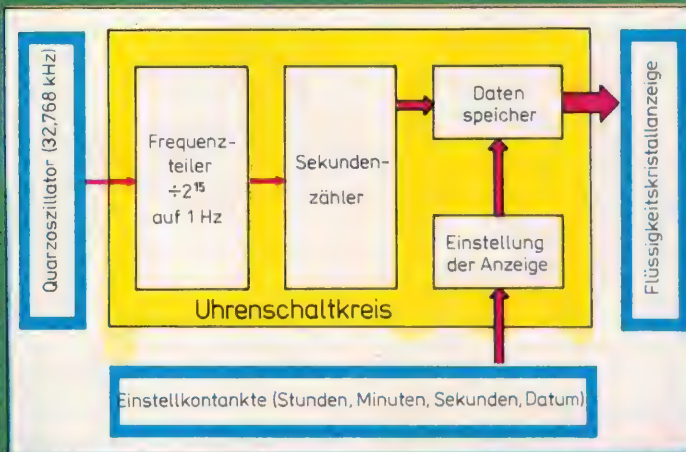 Quarzoszillator (32,768 kHz)
Frequenz-
teiler
÷2¹⁵
auf 1 Hz
Sekunden-
zähler
Daten
speicher
Einstellung
der Anzeige
Uhrenschaltkreis
Flüssigkeitskristallanzeige
Einstellkontankte (Stunden, Minuten, Sekunden, Datum)